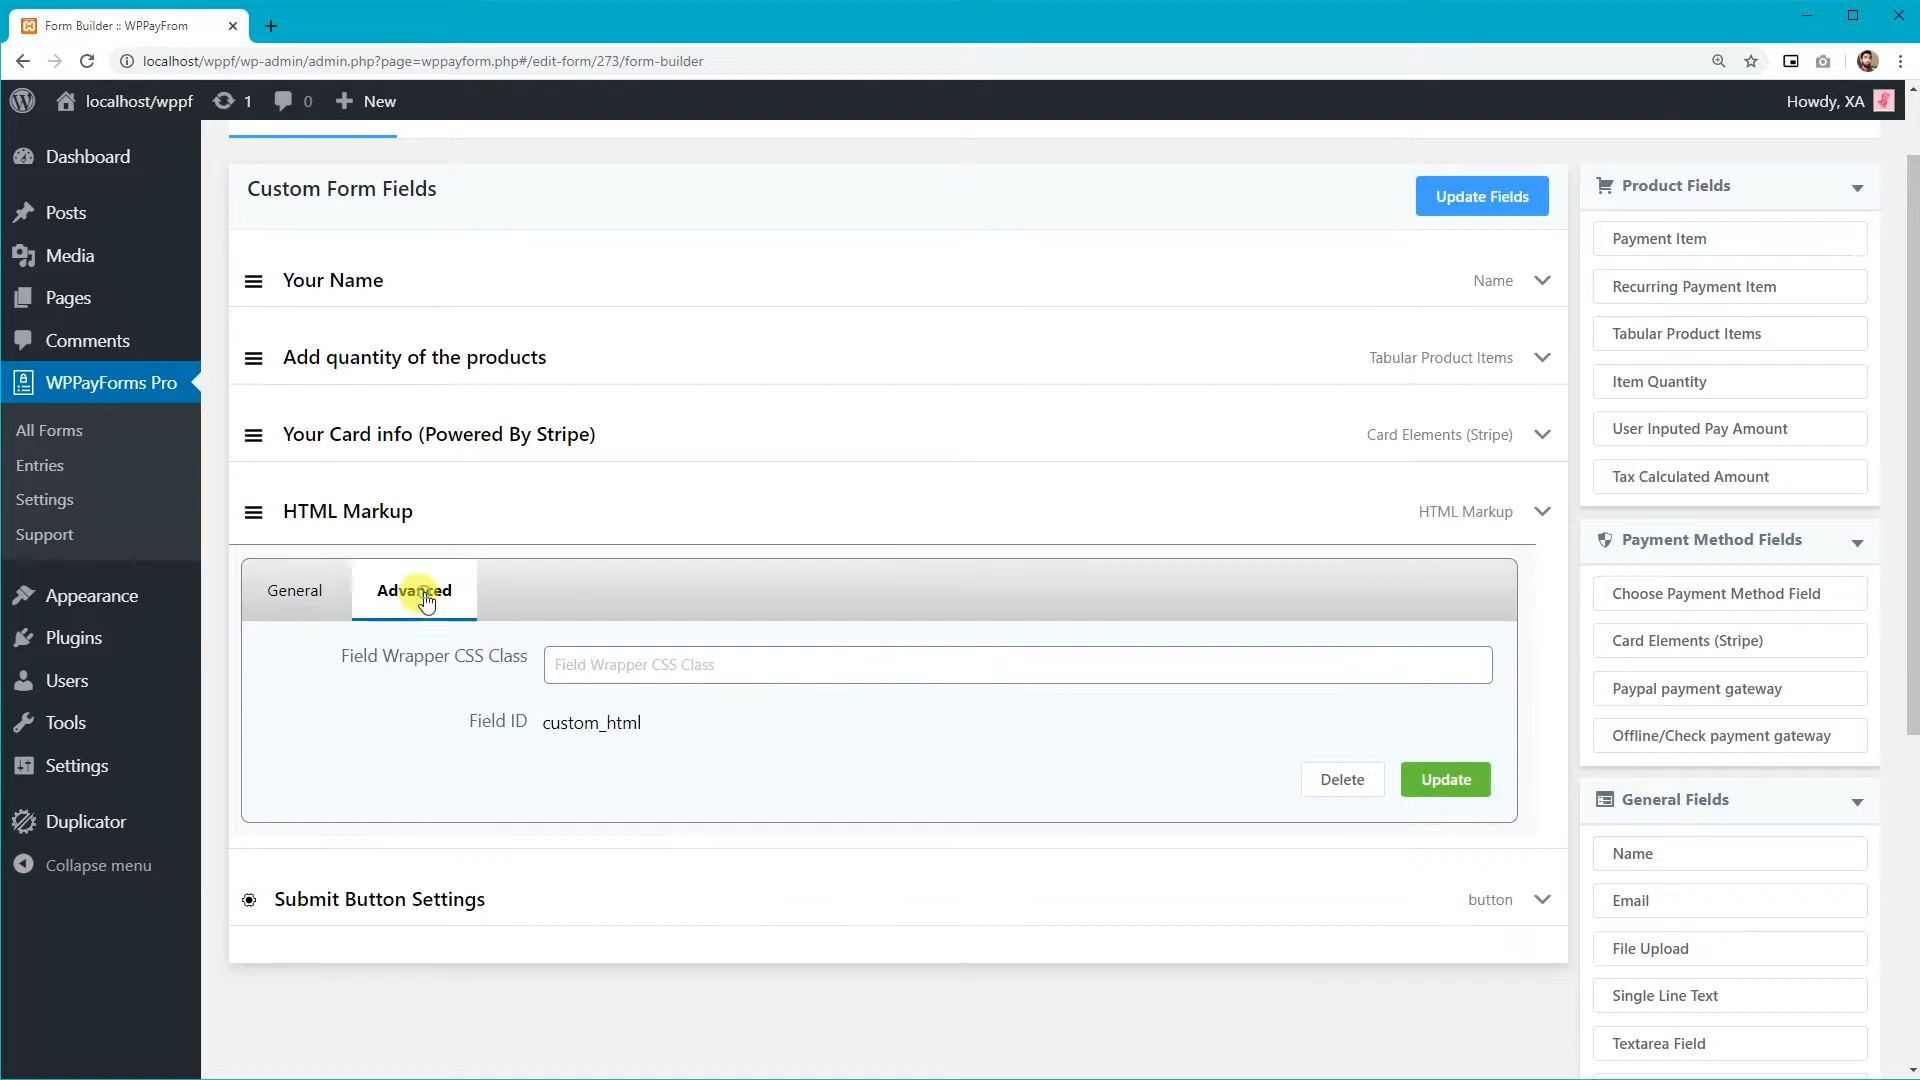 Form Builder :: WPPayFrom
localhost/wppf/wp-admin/admin.php?page=wppayform.php#/edit-form/273/form-builder
localhost/wppf 1 0 New Howdy, XA
Dashboard
Posts
Media
Pages
Comments
WPPayForms Pro
All Forms
Entries
Settings
Support
Appearance
Plugins
Users
Tools
Settings
Duplicator
Collapse menu
Custom Form Fields
Update Fields
Your Name
Name
Add quantity of the products
Tabular Product Items
Your Card info (Powered By Stripe)
Card Elements (Stripe)
HTML Markup
HTML Markup
General
Advanced
Field Wrapper CSS Class
Field Wrapper CSS Class
Field ID
custom_html
Delete
Update
Submit Button Settings
button
Product Fields
Payment Item
Recurring Payment Item
Tabular Product Items
Item Quantity
User Inputed Pay Amount
Tax Calculated Amount
Payment Method Fields
Choose Payment Method Field
Card Elements (Stripe)
Paypal payment gateway
Offline/Check payment gateway
General Fields
Name
Email
File Upload
Single Line Text
Textarea Field